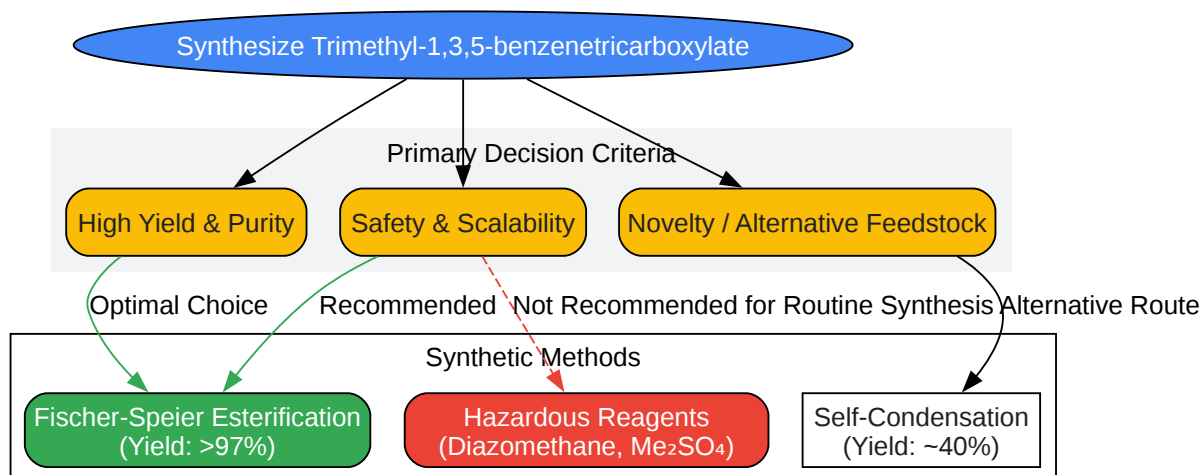 Synthesize Trimethyl-1,3,5-benzenetricarboxylate
Primary Decision Criteria
High Yield & Purity
Safety & Scalability
Novelty / Alternative Feedstock
Optimal Choice
Recommended
Not Recommended for Routine Synthesis
Alternative Route
Synthetic Methods
Fischer-Speier Esterification
(Yield: >97%)
Hazardous Reagents
(Diazomethane, Me₂SO₄)
Self-Condensation
(Yield: ~40%)